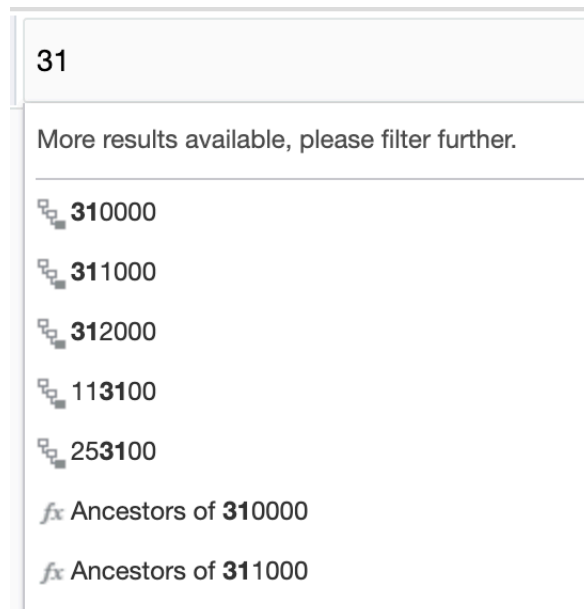 31
More results available, please filter further.
310000
311000
312000
113100
253100
fx Ancestors of 310000
fx Ancestors of 311000